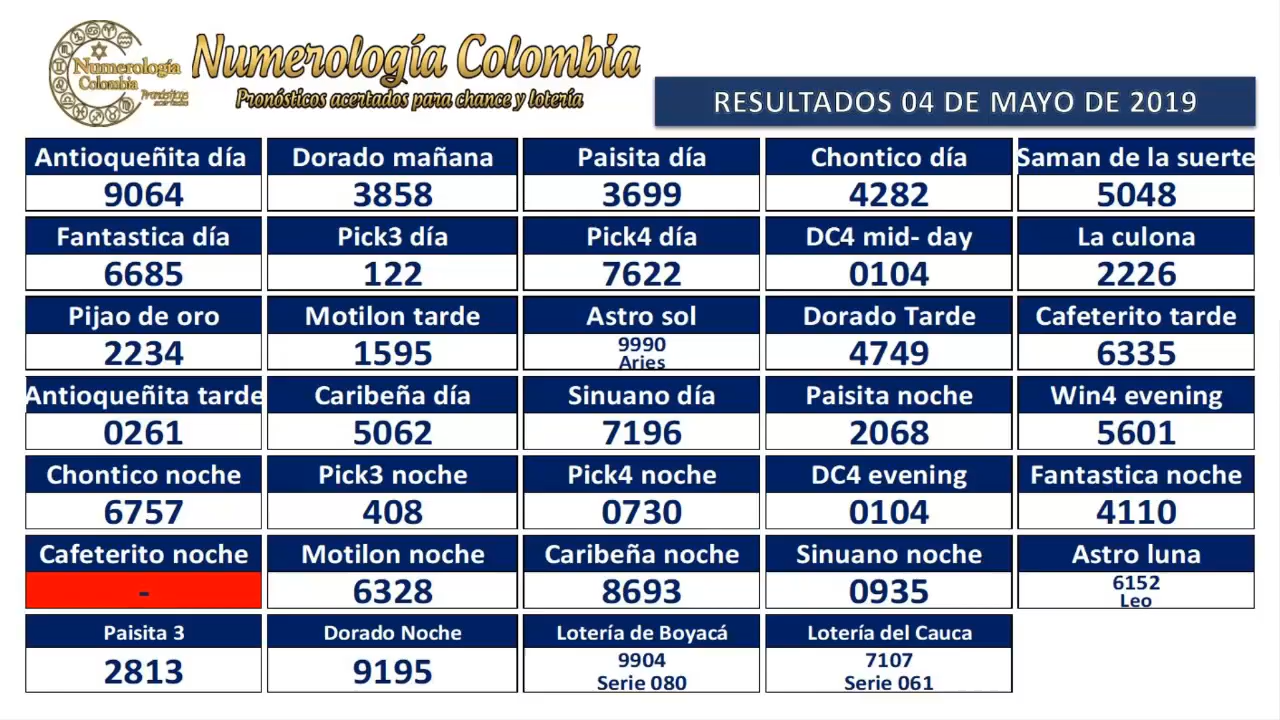 Numerología
Colombia
Pronósticos
Numerología Colombia
Pronósticos acertados para chance y lotería
RESULTADOS 04 DE MAYO DE 2019
Antioqueñita día
9064
Dorado mañana
3858
Paisita día
3699
Chontico día
4282
Saman de la suerte
5048
Fantastica día
6685
Pick3 día
122
Pick4 día
7622
DC4 mid- day
0104
La culona
2226
Pijao de oro
2234
Motilon tarde
1595
Astro sol
9990
Aries
Dorado Tarde
4749
Cafeterito tarde
6335
Antioqueñita tarde
0261
Caribeña día
5062
Sinuano día
7196
Paisita noche
2068
Win4 evening
5601
Chontico noche
6757
Pick3 noche
408
Pick4 noche
0730
DC4 evening
0104
Fantastica noche
4110
Cafeterito noche
-
Motilon noche
6328
Caribeña noche
8693
Sinuano noche
0935
Astro luna
6152
Leo
Paisita 3
2813
Dorado Noche
9195
Lotería de Boyacá
9904
Serie 080
Lotería del Cauca
7107
Serie 061